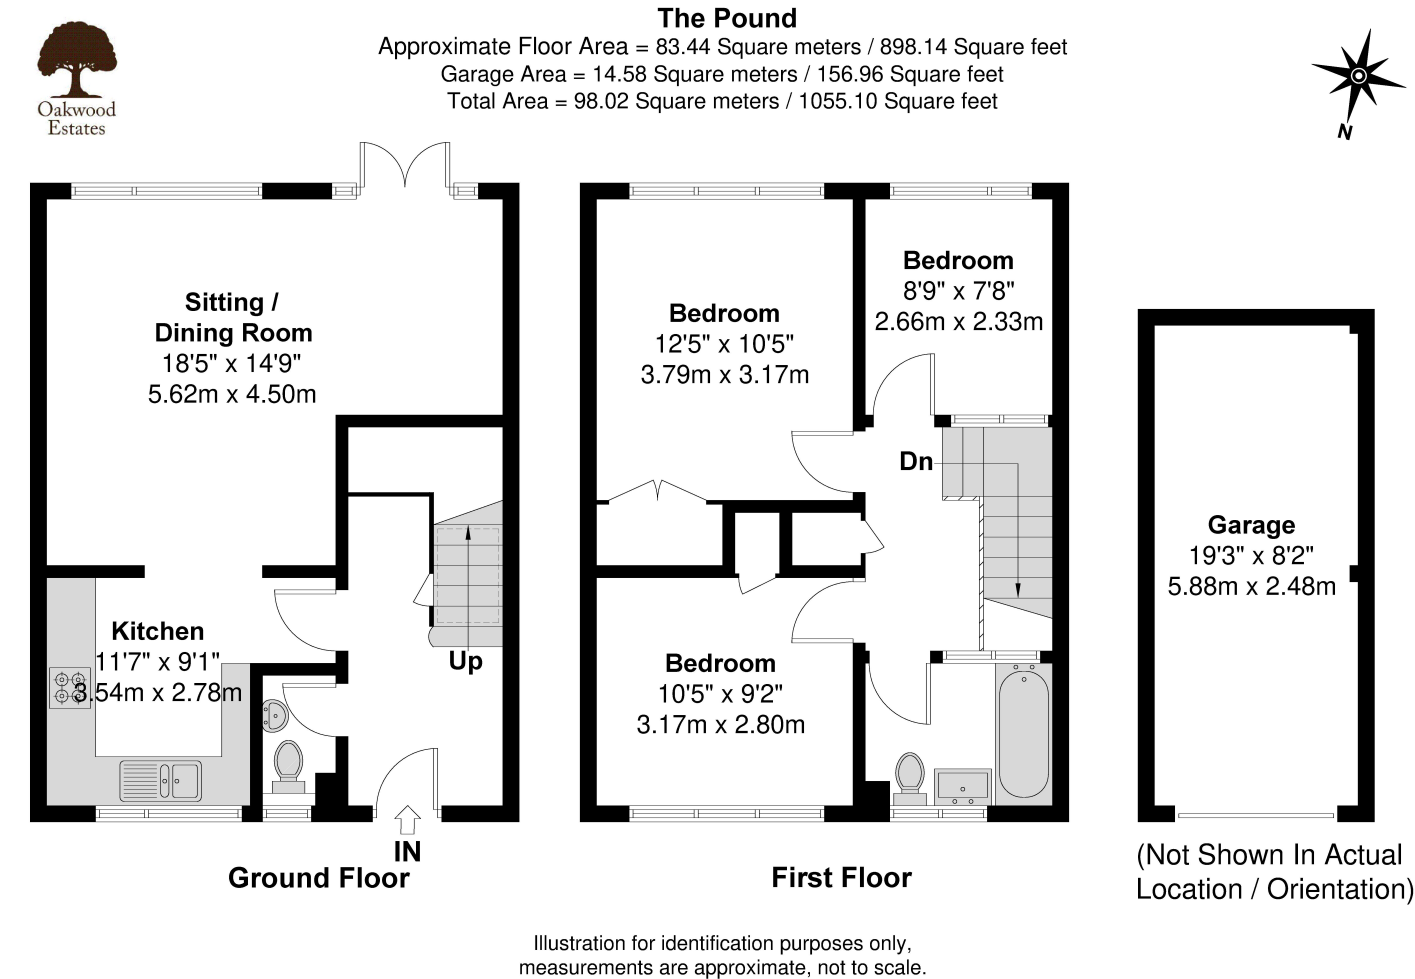 The Pound
Approximate Floor Area = 83.44 Square meters / 898.14 Square feet
Garage Area = 14.58 Square meters / 156.96 Square feet
Total Area = 98.02 Square meters / 1055.10 Square feet
Oakwood
Estates
N
Sitting /
Dining Room
18'5" x 14'9"
5.62m x 4.50m
Kitchen
11'7" x 9'1"
3.54m x 2.78m
Up
IN
Ground Floor
Bedroom
12'5" x 10'5"
3.79m x 3.17m
Bedroom
8'9" x 7'8"
2.66m x 2.33m
Dn
Bedroom
10'5" x 9'2"
3.17m x 2.80m
First Floor
Garage
19'3" x 8'2"
5.88m x 2.48m
(Not Shown In Actual
Location / Orientation)
Illustration for identification purposes only,
measurements are approximate, not to scale.